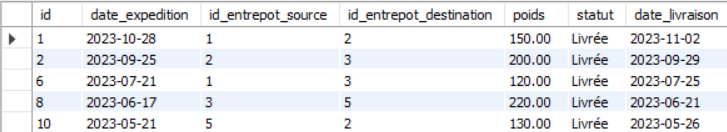 id date_expedition id_entrepot_source id_entrepot_destination poids statut date_livraison
1 2023-10-28 1 2 150.00 Livrée 2023-11-02
2 2023-09-25 2 3 200.00 Livrée 2023-09-29
6 2023-07-21 1 3 120.00 Livrée 2023-07-25
8 2023-06-17 3 5 220.00 Livrée 2023-06-21
10 2023-05-21 5 2 130.00 Livrée 2023-05-26